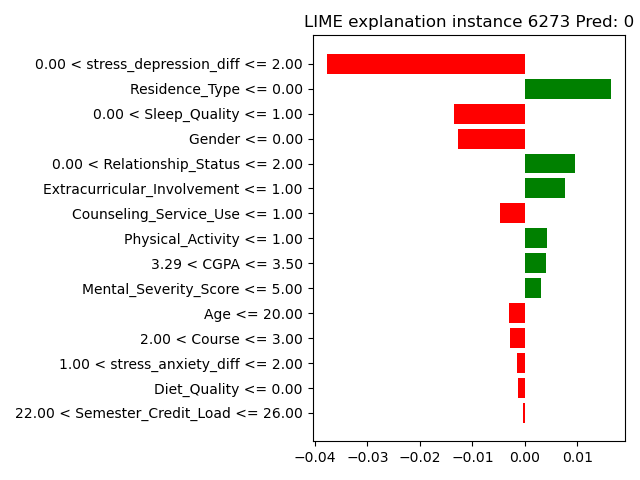 LIME explanation instance 6273 Pred: 0
0.00 < stress_depression_diff <= 2.00
Residence_Type <= 0.00
0.00 < Sleep_Quality <= 1.00
Gender <= 0.00
0.00 < Relationship_Status <= 2.00
Extracurricular_Involvement <= 1.00
Counseling_Service_Use <= 1.00
Physical_Activity <= 1.00
3.29 < CGPA <= 3.50
Mental_Severity_Score <= 5.00
Age <= 20.00
2.00 < Course <= 3.00
1.00 < stress_anxiety_diff <= 2.00
Diet_Quality <= 0.00
22.00 < Semester_Credit_Load <= 26.00
−0.04 −0.03 −0.02 −0.01 0.00 0.01